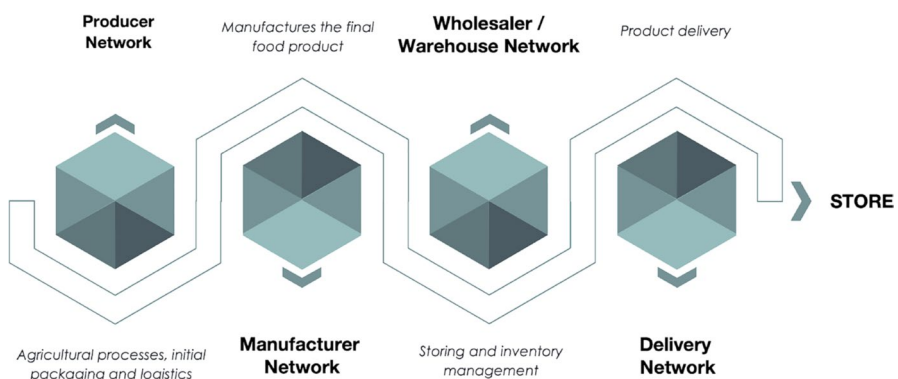 Producer
Network
Manufactures the final
food product
Wholesaler /
Warehouse Network
Product delivery
STORE
Agricultural processes, initial
packaging and logistics
Manufacturer
Network
Storing and inventory
management
Delivery
Network